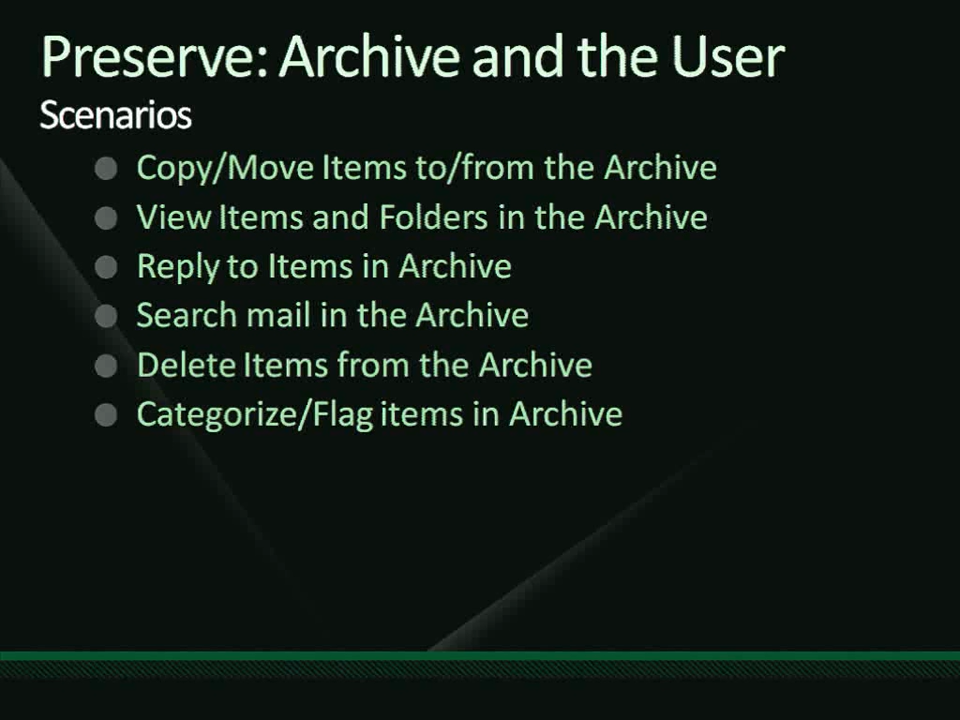 Preserve: Archive and the User
Scenarios
Copy/Move Items to/from the Archive
View Items and Folders in the Archive
Reply to Items in Archive
Search mail in the Archive
Delete Items from the Archive
Categorize/Flag items in Archive